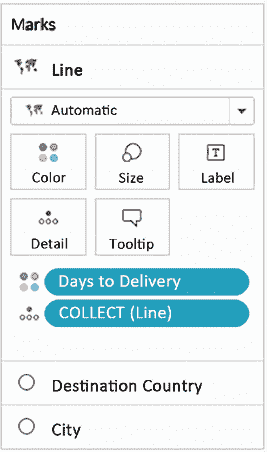 Marks
Line
Automatic
Color Size Label
Detail Tooltip
Days to Delivery
COLLECT (Line)
Destination Country
City